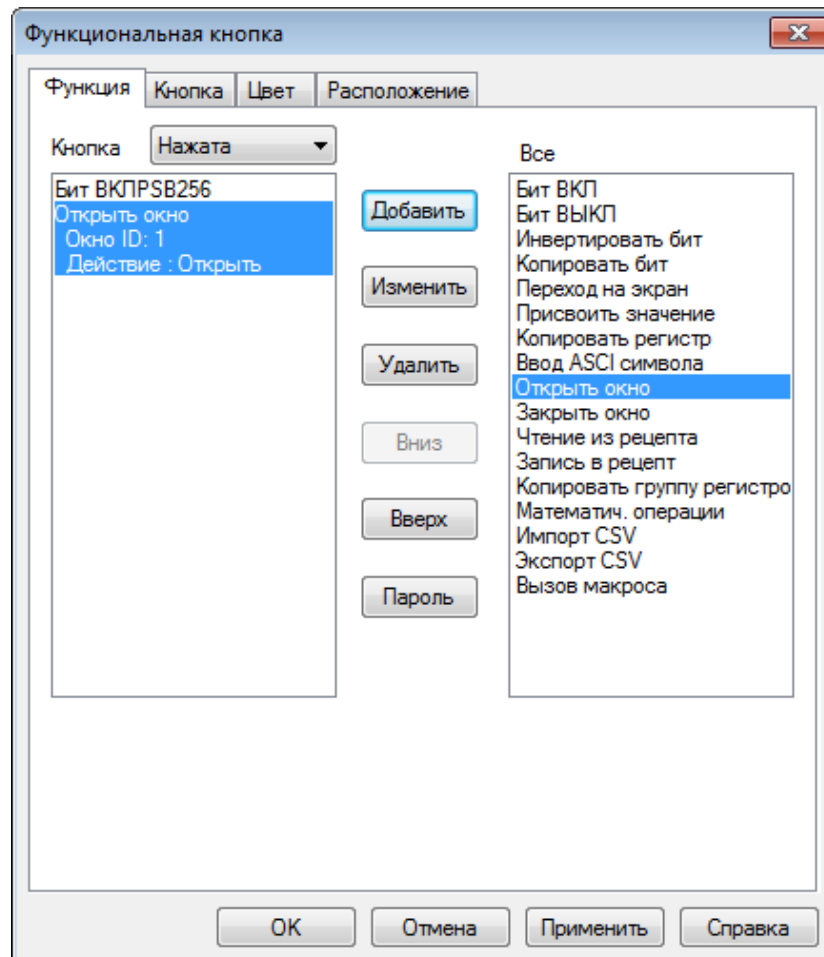 Функциональная кнопка
Функция Кнопка Цвет Расположение
Кнопка Нажата
Все
Бит ВКЛPSB256
Открыть окно
Окно ID: 1
Действие : Открыть
Добавить
Изменить
Удалить
Вниз
Вверх
Пароль
Бит ВКЛ
Бит ВЫКЛ
Инвертировать бит
Копировать бит
Переход на экран
Присвоить значение
Копировать регистр
Ввод ASCI символа
Открыть окно
Закрыть окно
Чтение из рецепта
Запись в рецепт
Копировать группу регистро
Математич. операции
Импорт CSV
Экспорт CSV
Вызов макроса
OK Отмена Применить Справка